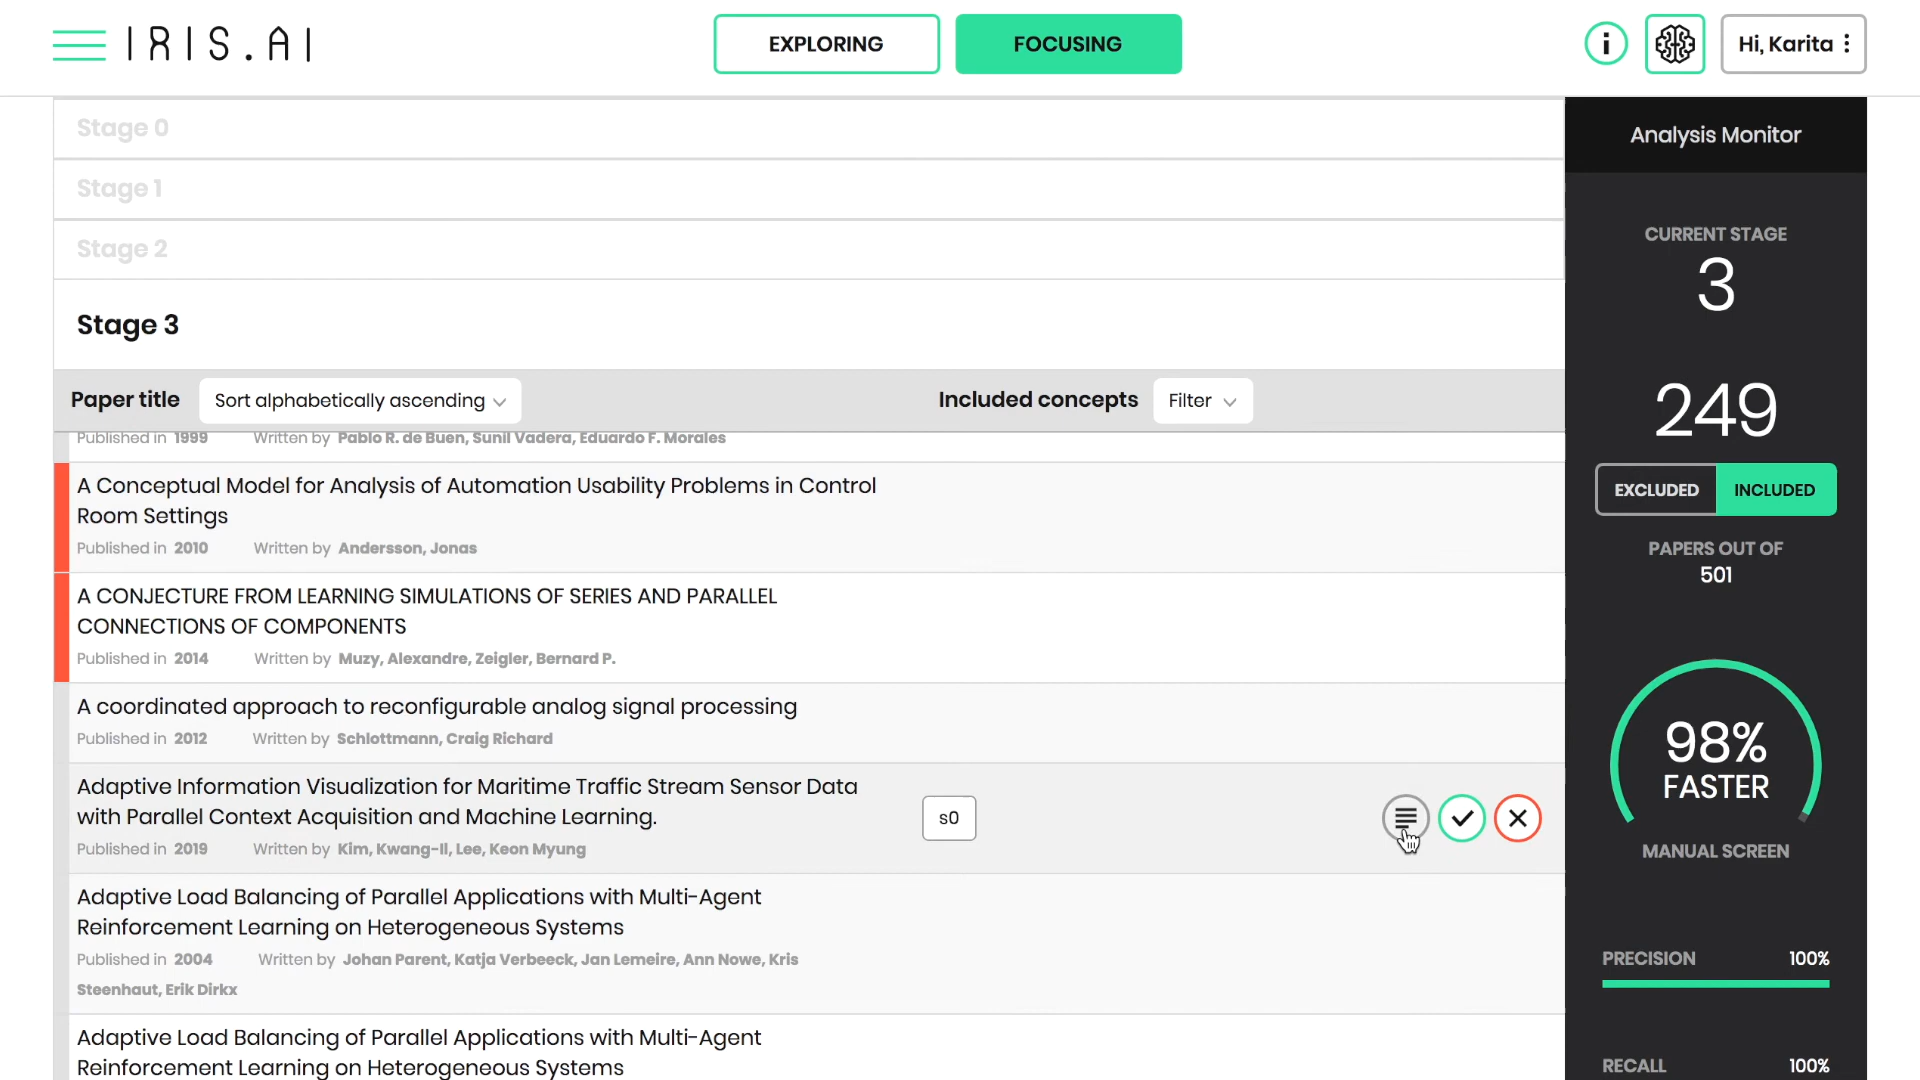 IRIS.AI
EXPLORING
FOCUSING
i
Hi, Karita
Stage 0
Stage 1
Stage 2
Stage 3
Paper title
Sort alphabetically ascending
Included concepts
Filter
Published in 1999 Written by Pablo R. de Buen, Sunil Vadera, Eduardo F. Morales
A Conceptual Model for Analysis of Automation Usability Problems in Control
Room Settings
Published in 2010 Written by Andersson, Jonas
A CONJECTURE FROM LEARNING SIMULATIONS OF SERIES AND PARALLEL
CONNECTIONS OF COMPONENTS
Published in 2014 Written by Muzy, Alexandre, Zeigler, Bernard P.
A coordinated approach to reconfigurable analog signal processing
Published in 2012 Written by Schlottmann, Craig Richard
Adaptive Information Visualization for Maritime Traffic Stream Sensor Data
with Parallel Context Acquisition and Machine Learning.
Published in 2019 Written by Kim, Kwang-Il, Lee, Keon Myung
s0
Adaptive Load Balancing of Parallel Applications with Multi-Agent
Reinforcement Learning on Heterogeneous Systems
Published in 2004 Written by Johan Parent, Katja Verbeeck, Jan Lemeire, Ann Nowe, Kris
Steenhaut, Erik Dirkx
Adaptive Load Balancing of Parallel Applications with Multi-Agent
Reinforcement Learning on Heterogeneous Systems
Analysis Monitor
CURRENT STAGE
3
249
EXCLUDED
INCLUDED
PAPERS OUT OF
501
98%
FASTER
MANUAL SCREEN
PRECISION 100%
RECALL 100%